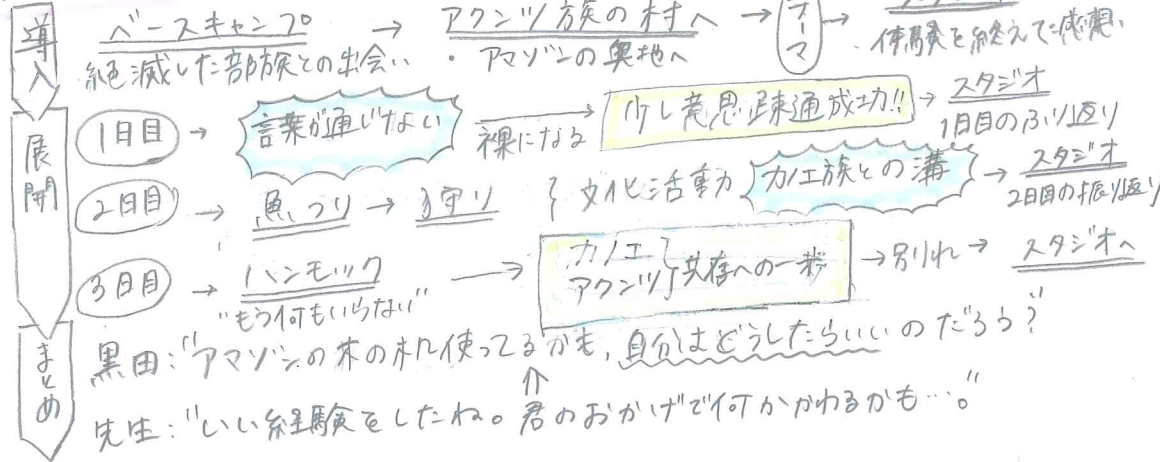 導入
ベースキャンプ → アクンツ族の村へ → テーマ →
絶滅した部族との出会い ・アマゾンの奥地へ ・体験を終えて感想
展開
1日目 → 言葉が通じない 裸になる → 少し意思疎通成功!! → スタジオ
1日目のふり返り
2日目 → 魚つり → 狩り } 文化活動 カノエ族との溝 → スタジオ
2日目の振り返り
3日目 → ハンモック → カノエ アクンツ } 共存への一歩 → 別れ → スタジオへ
"もう何もいらない"
まとめ
黒田:"アマゾンの木の机使ってるかも, 自分はどうしたらいいのだろう?"
先生:"いい経験をしたね。君のおかげで何かかわるかも…。"